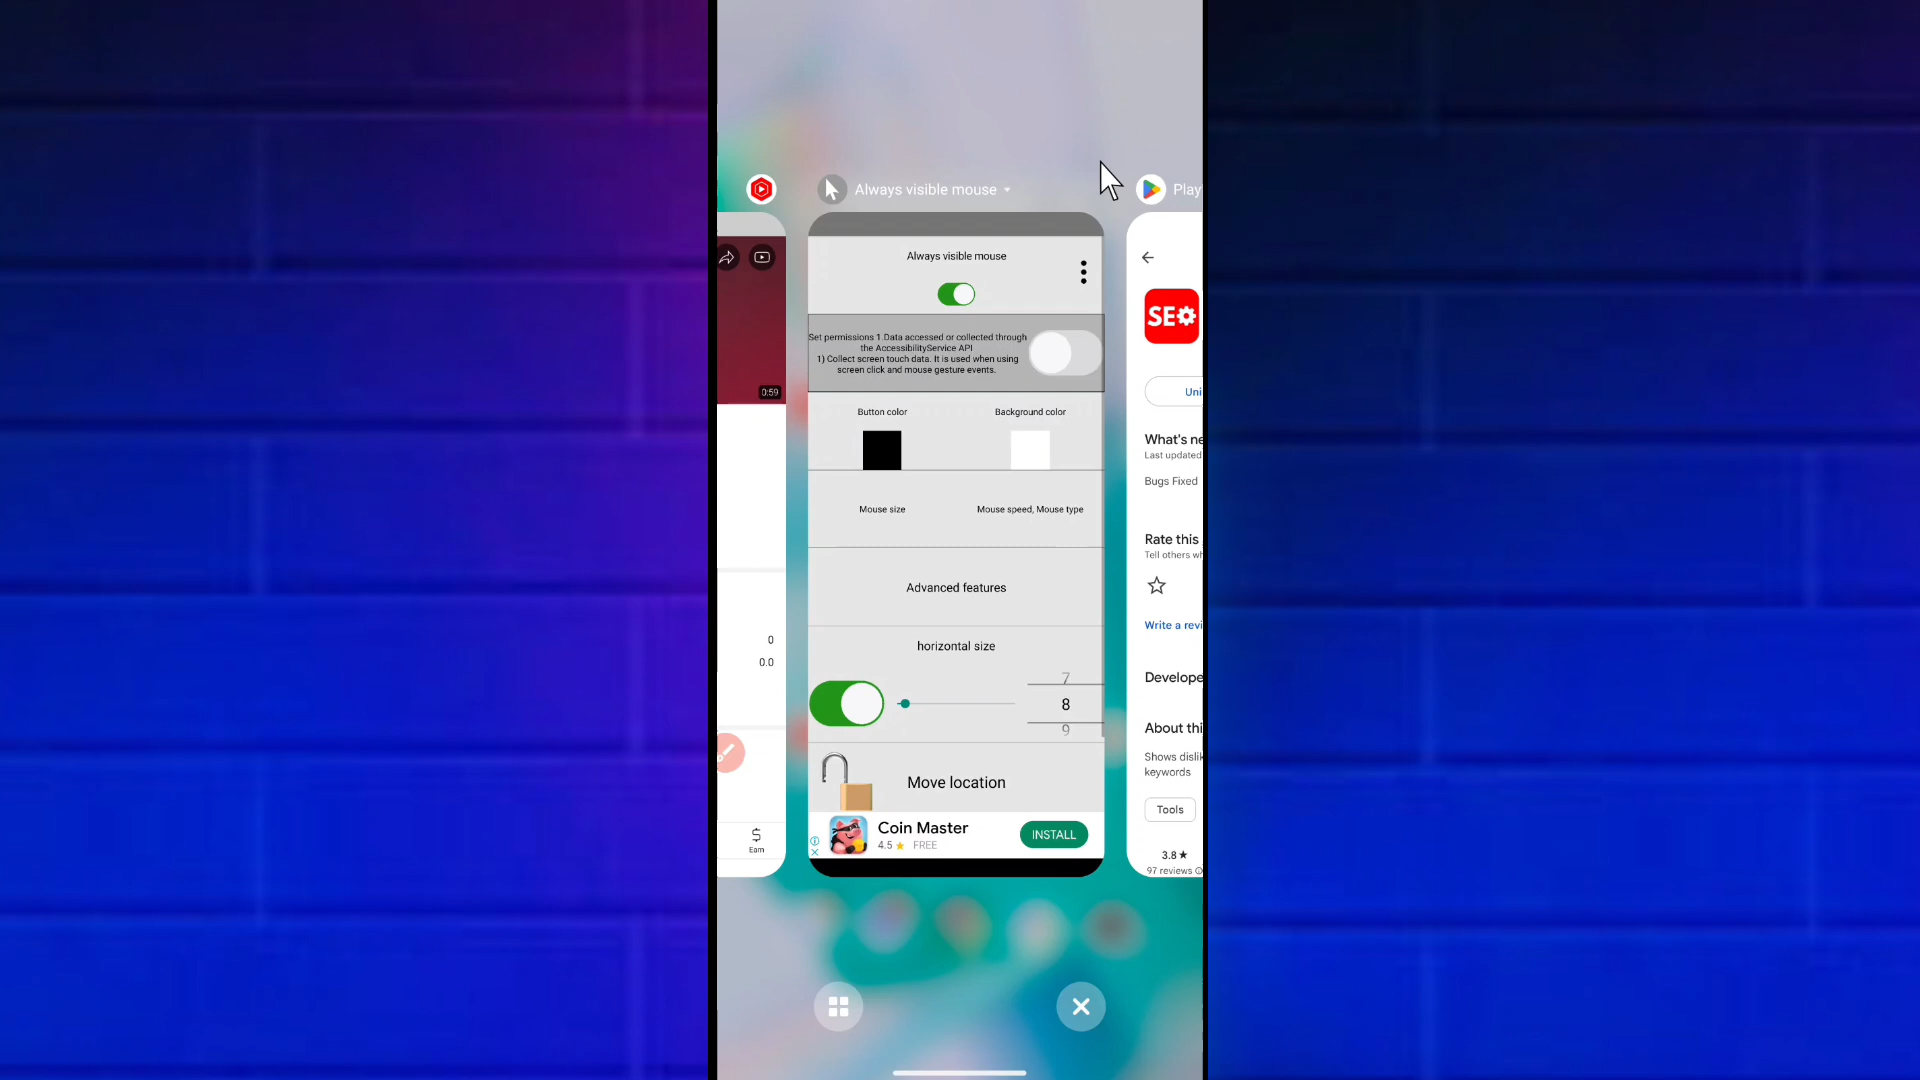 Always visible mouse
Play
Always visible mouse
Set permissions 1.Data accessed or collected through
the AccessibilityService API
1) Collect screen touch data. It is used when using
screen click and mouse gesture events.
Button color
Background color
Mouse size
Mouse speed, Mouse type
Advanced features
horizontal size
7
8
9
Move location
Coin Master
4.5 ★ FREE
INSTALL
0:59
0
0.0
$
Earn
SE
Uni
What's ne
Last updated
Bugs Fixed
Rate this
Tell others wh
Write a revi
Develope
About thi
Shows dislik
keywords
Tools
3.8 ★
97 reviews